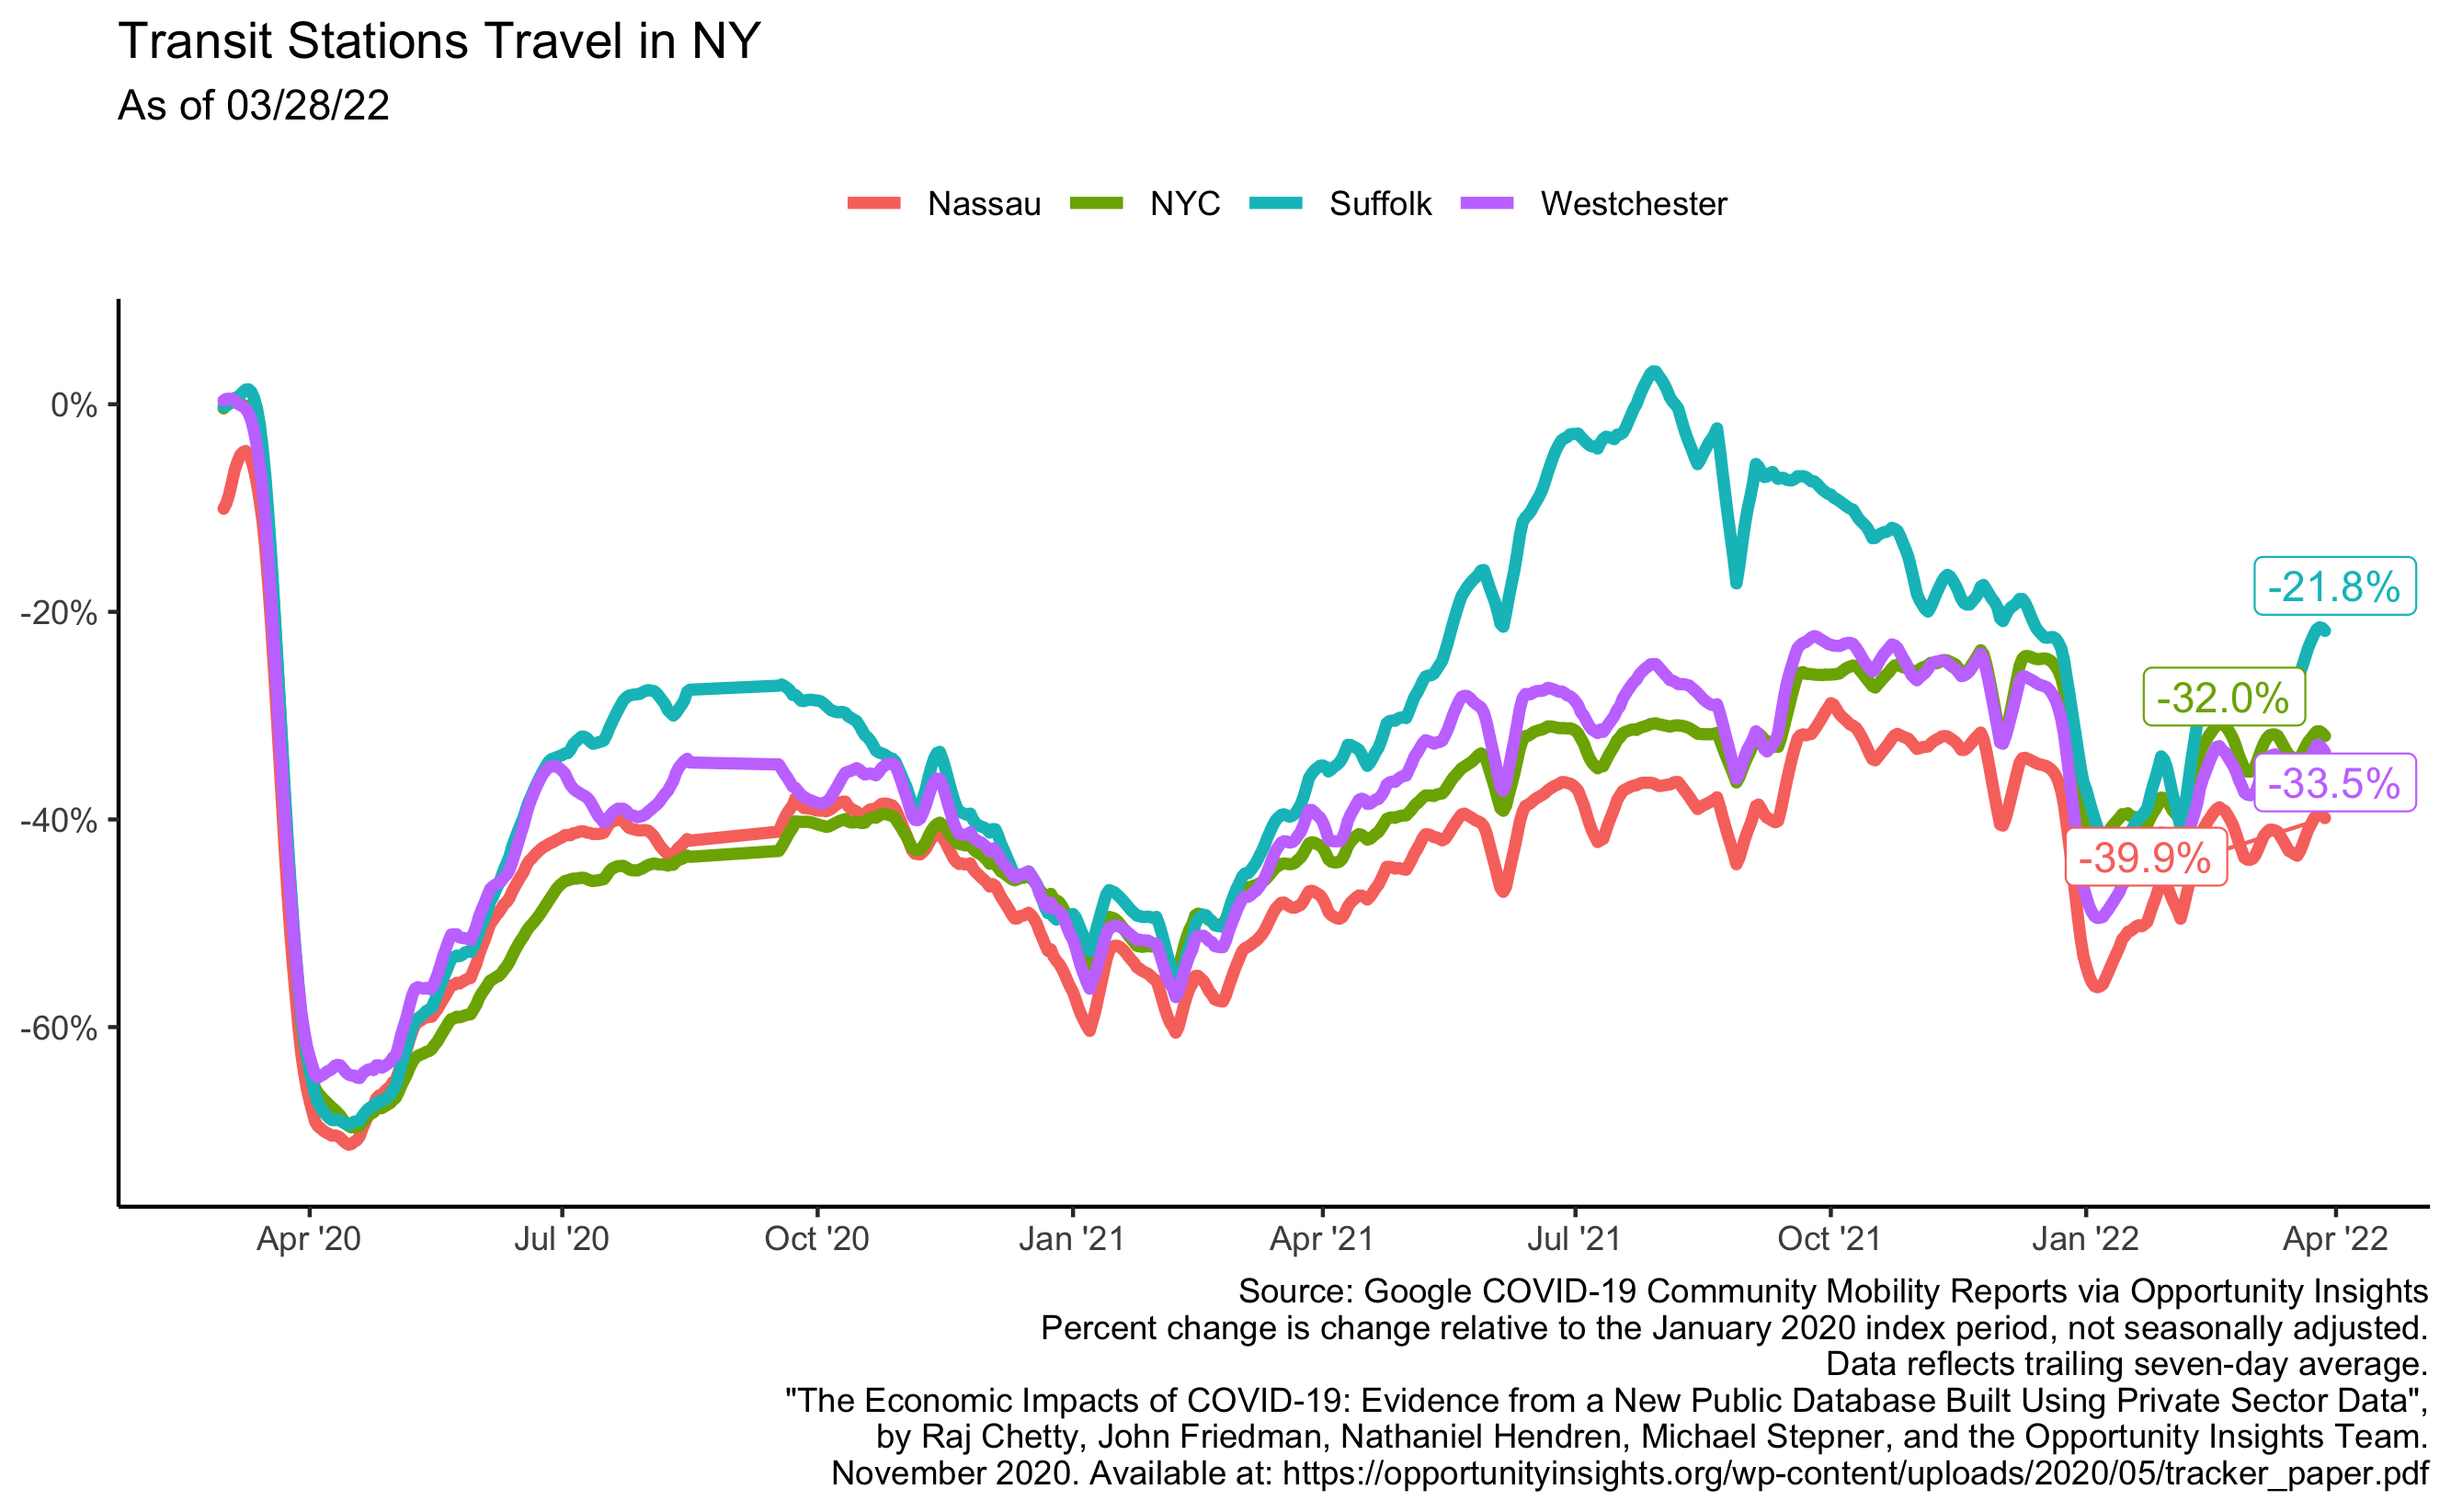 Transit Stations Travel in NY
As of 03/28/22
Nassau NYC Suffolk Westchester
0%
-20%
-40%
-60%
-21.8%
-32.0%
-33.5%
-39.9%
Apr '20 Jul '20 Oct '20 Jan '21 Apr '21 Jul '21 Oct '21 Jan '22 Apr '22
Source: Google COVID-19 Community Mobility Reports via Opportunity Insights
Percent change is change relative to the January 2020 index period, not seasonally adjusted.
Data reflects trailing seven-day average.
"The Economic Impacts of COVID-19: Evidence from a New Public Database Built Using Private Sector Data",
by Raj Chetty, John Friedman, Nathaniel Hendren, Michael Stepner, and the Opportunity Insights Team.
November 2020. Available at: https://opportunityinsights.org/wp-content/uploads/2020/05/tracker_paper.pdf